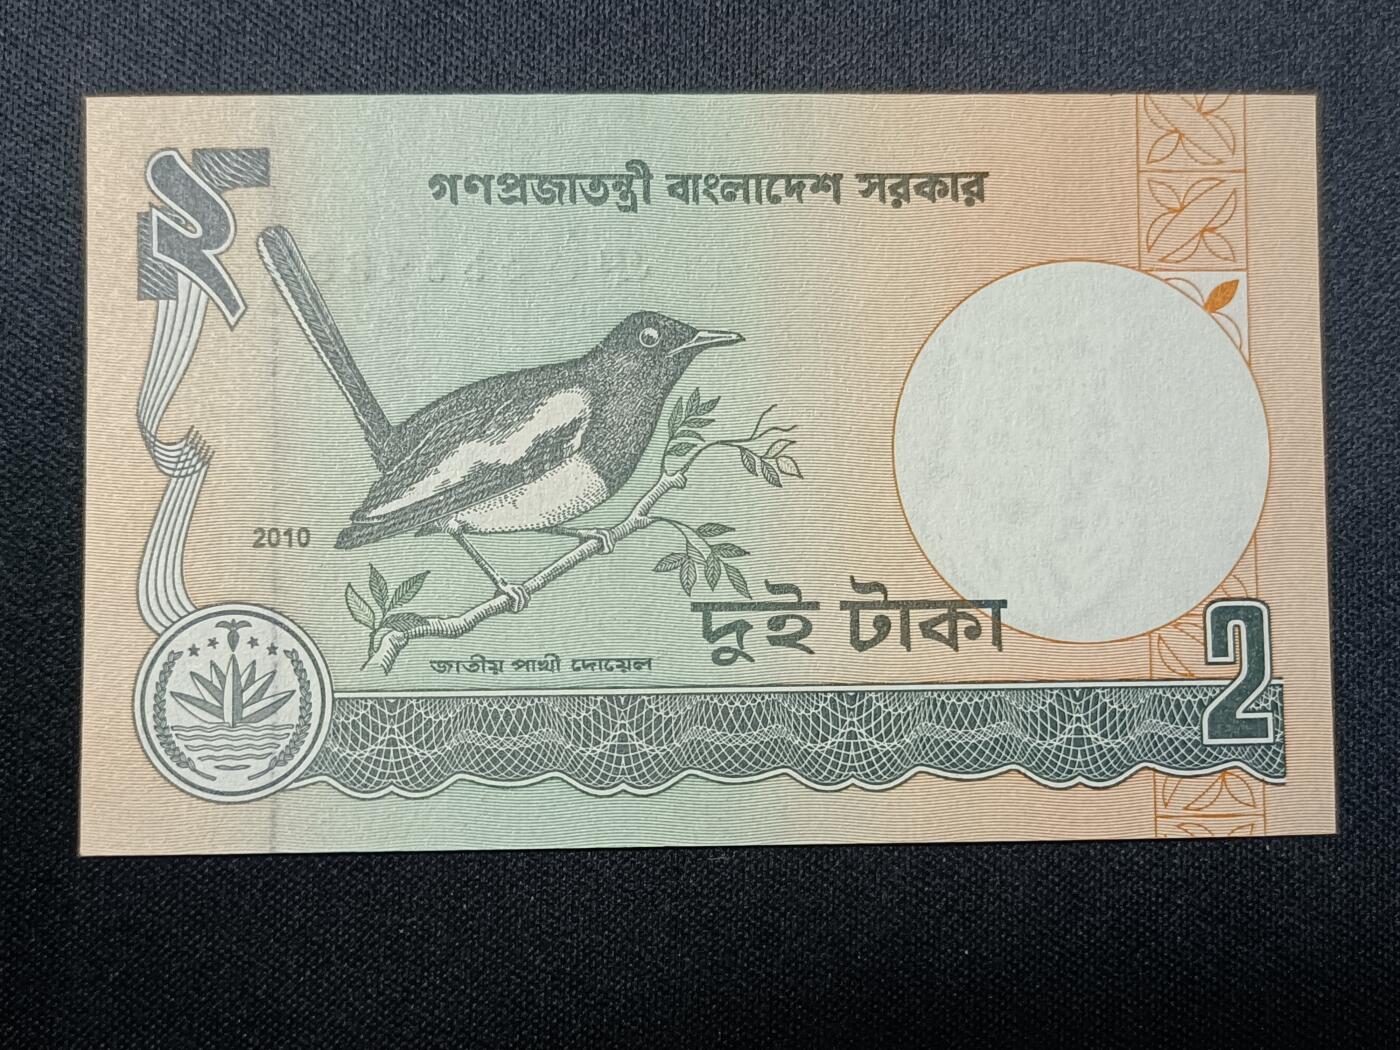 ২
গণপ্রজাতন্ত্রী বাংলাদেশ সরকার
2010
দুই টাকা
জাতীয় পাখী দোয়েল
2